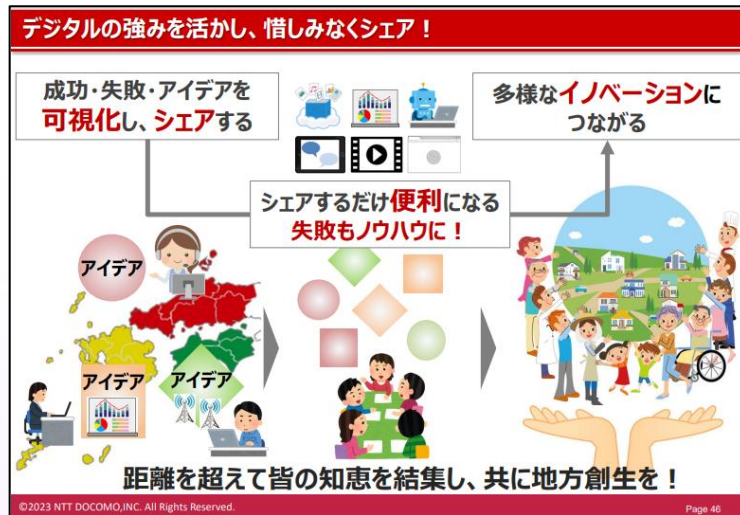 デジタルの強みを活かし、惜しみなくシェア！
成功・失敗・アイデアを
可視化し、シェアする
多様なイノベーションに
つながる
シェアするだけ便利になる
失敗もノウハウに！
アイデア
アイデア
アイデア
距離を超えて皆の知恵を結集し、共に地方創生を！
©2023 NTT DOCOMO,INC. All Rights Reserved.
Page 46